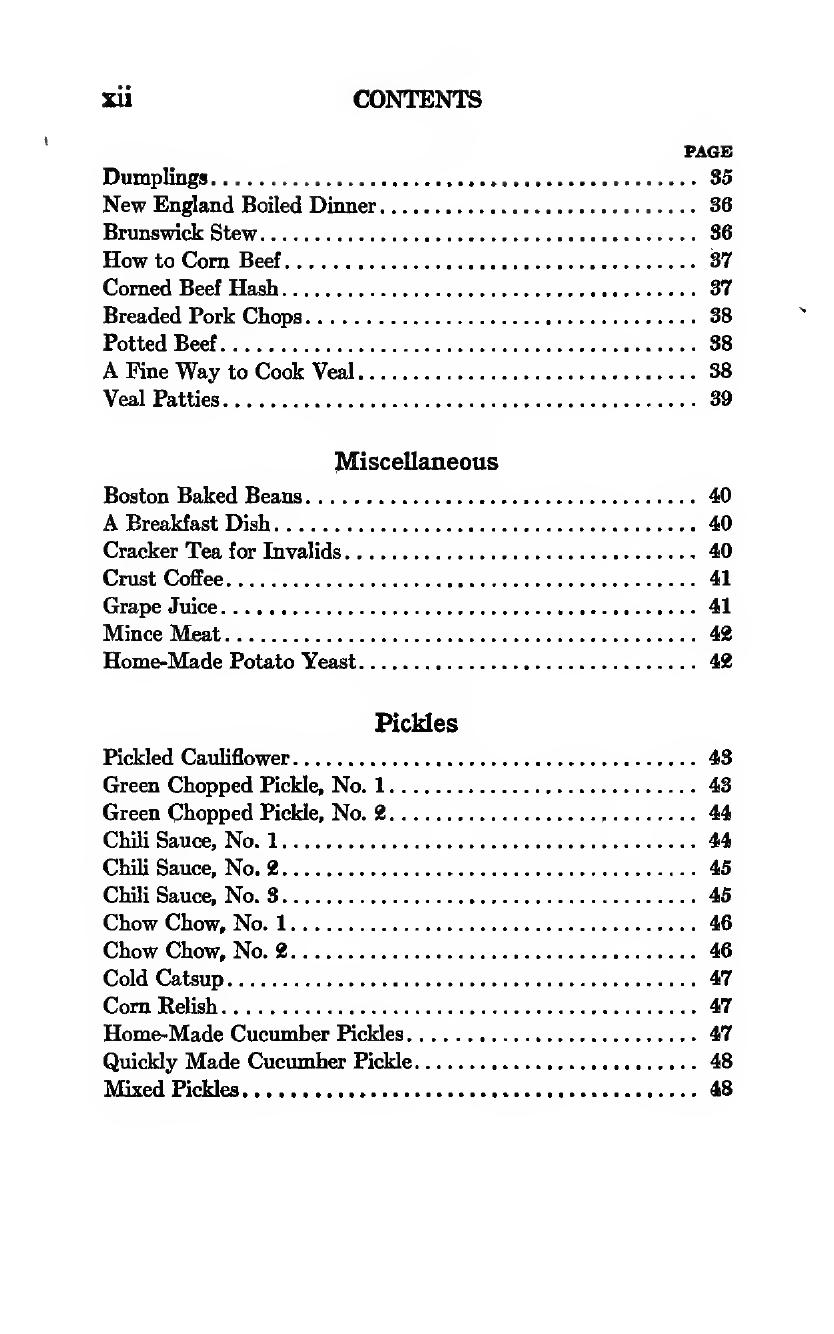 xii CONTENTS
PAGE
Dumplings............................................ 35
New England Boiled Dinner............................. 36
Brunswick Stew........................................ 36
How to Corn Beef...................................... 37
Corned Beef Hash...................................... 37
Breaded Pork Chops.................................... 38
Potted Beef........................................... 38
A Fine Way to Cook Veal............................... 38
Veal Patties.......................................... 39
Miscellaneous
Boston Baked Beans.................................... 40
A Breakfast Dish...................................... 40
Cracker Tea for Invalids.............................. 40
Crust Coffee.......................................... 41
Grape Juice........................................... 41
Mince Meat............................................ 42
Home-Made Potato Yeast................................ 42
Pickles
Pickled Cauliflower................................... 43
Green Chopped Pickle, No. 1........................... 43
Green Chopped Pickle, No. 2........................... 44
Chili Sauce, No. 1.................................... 44
Chili Sauce, No. 2.................................... 45
Chili Sauce, No. 3.................................... 45
Chow Chow, No. 1...................................... 46
Chow Chow, No. 2...................................... 46
Cold Catsup........................................... 47
Corn Relish........................................... 47
Home-Made Cucumber Pickles............................ 47
Quickly Made Cucumber Pickle.......................... 48
Mixed Pickles......................................... 48